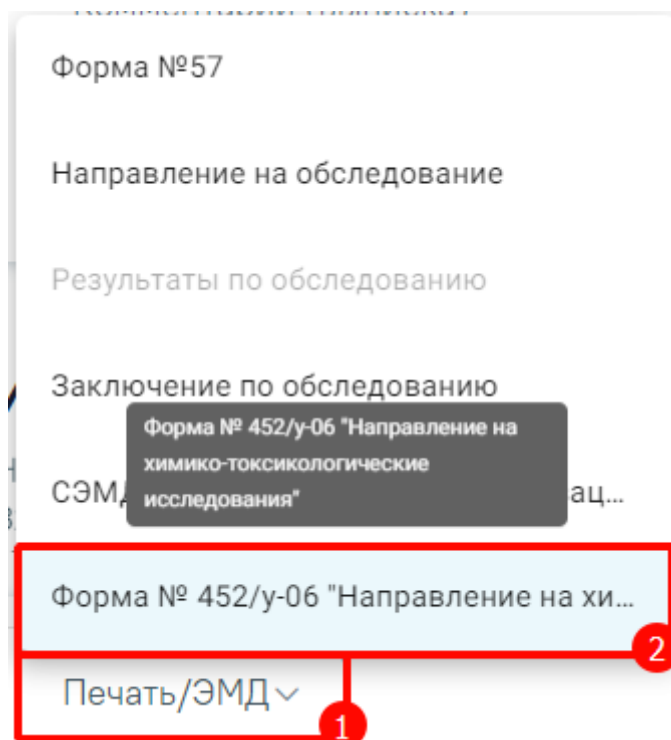 Форма №57
Направление на обследование
Результаты по обследованию
Заключение по обследованию
Форма № 452/у-06 "Направление на
химико-токсикологические
исследования"
СЭМД ац...
Форма № 452/у-06 "Направление на хи...
2
Печать/ЭМД
1